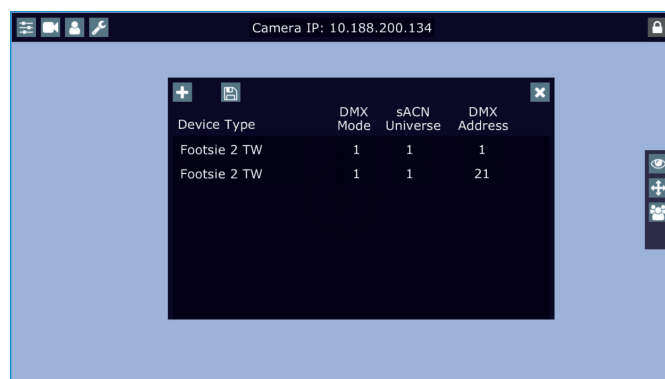 Camera IP: 10.188.200.134
Device Type DMX Mode sACN Universe DMX Address
Footsie 2 TW 1 1 1
Footsie 2 TW 1 1 21